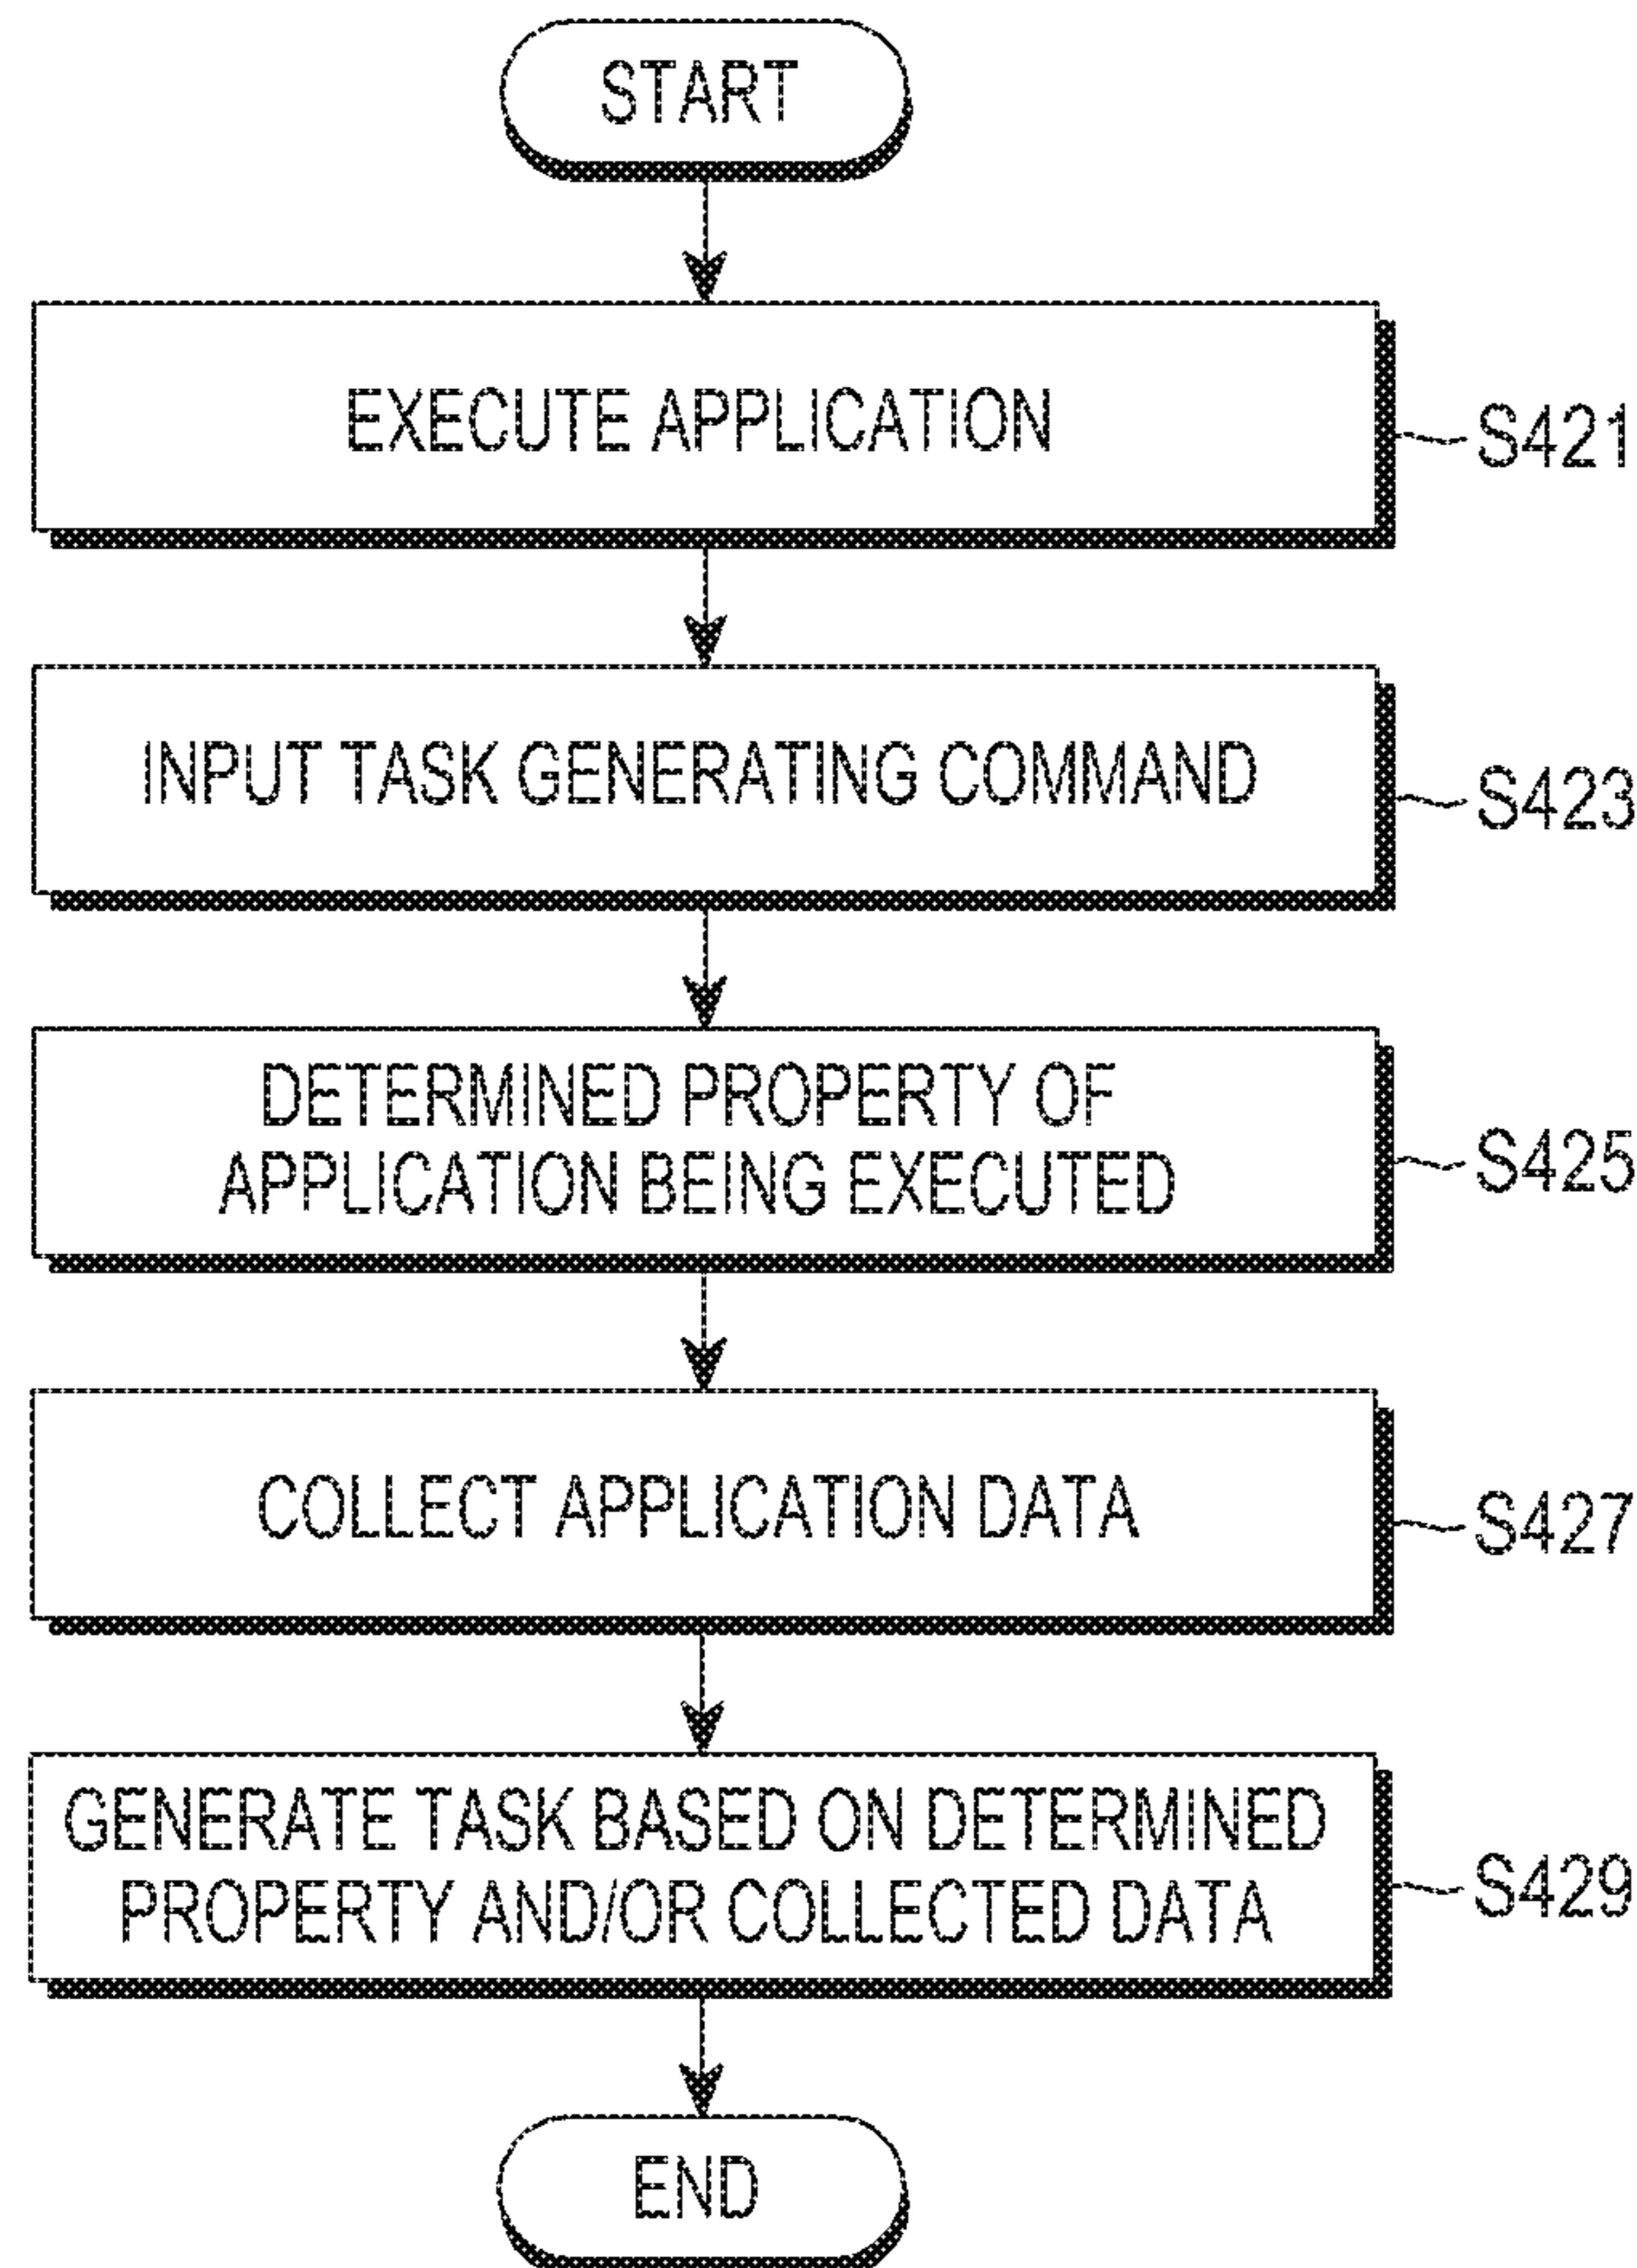 START
EXECUTE APPLICATION
S421
INPUT TASK GENERATING COMMAND
S423
DETERMINED PROPERTY OF
APPLICATION BEING EXECUTED
S425
COLLECT APPLICATION DATA
S427
GENERATE TASK BASED ON DETERMINED
PROPERTY AND/OR COLLECTED DATA
S429
END